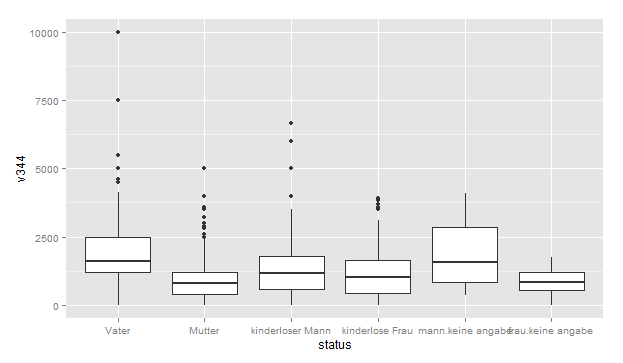 10000
7500
5000
2500
0
v344
Vater
Mutter
kinderloser Mann
kinderlose Frau
mann.keine angabe
frau.keine angabe
status